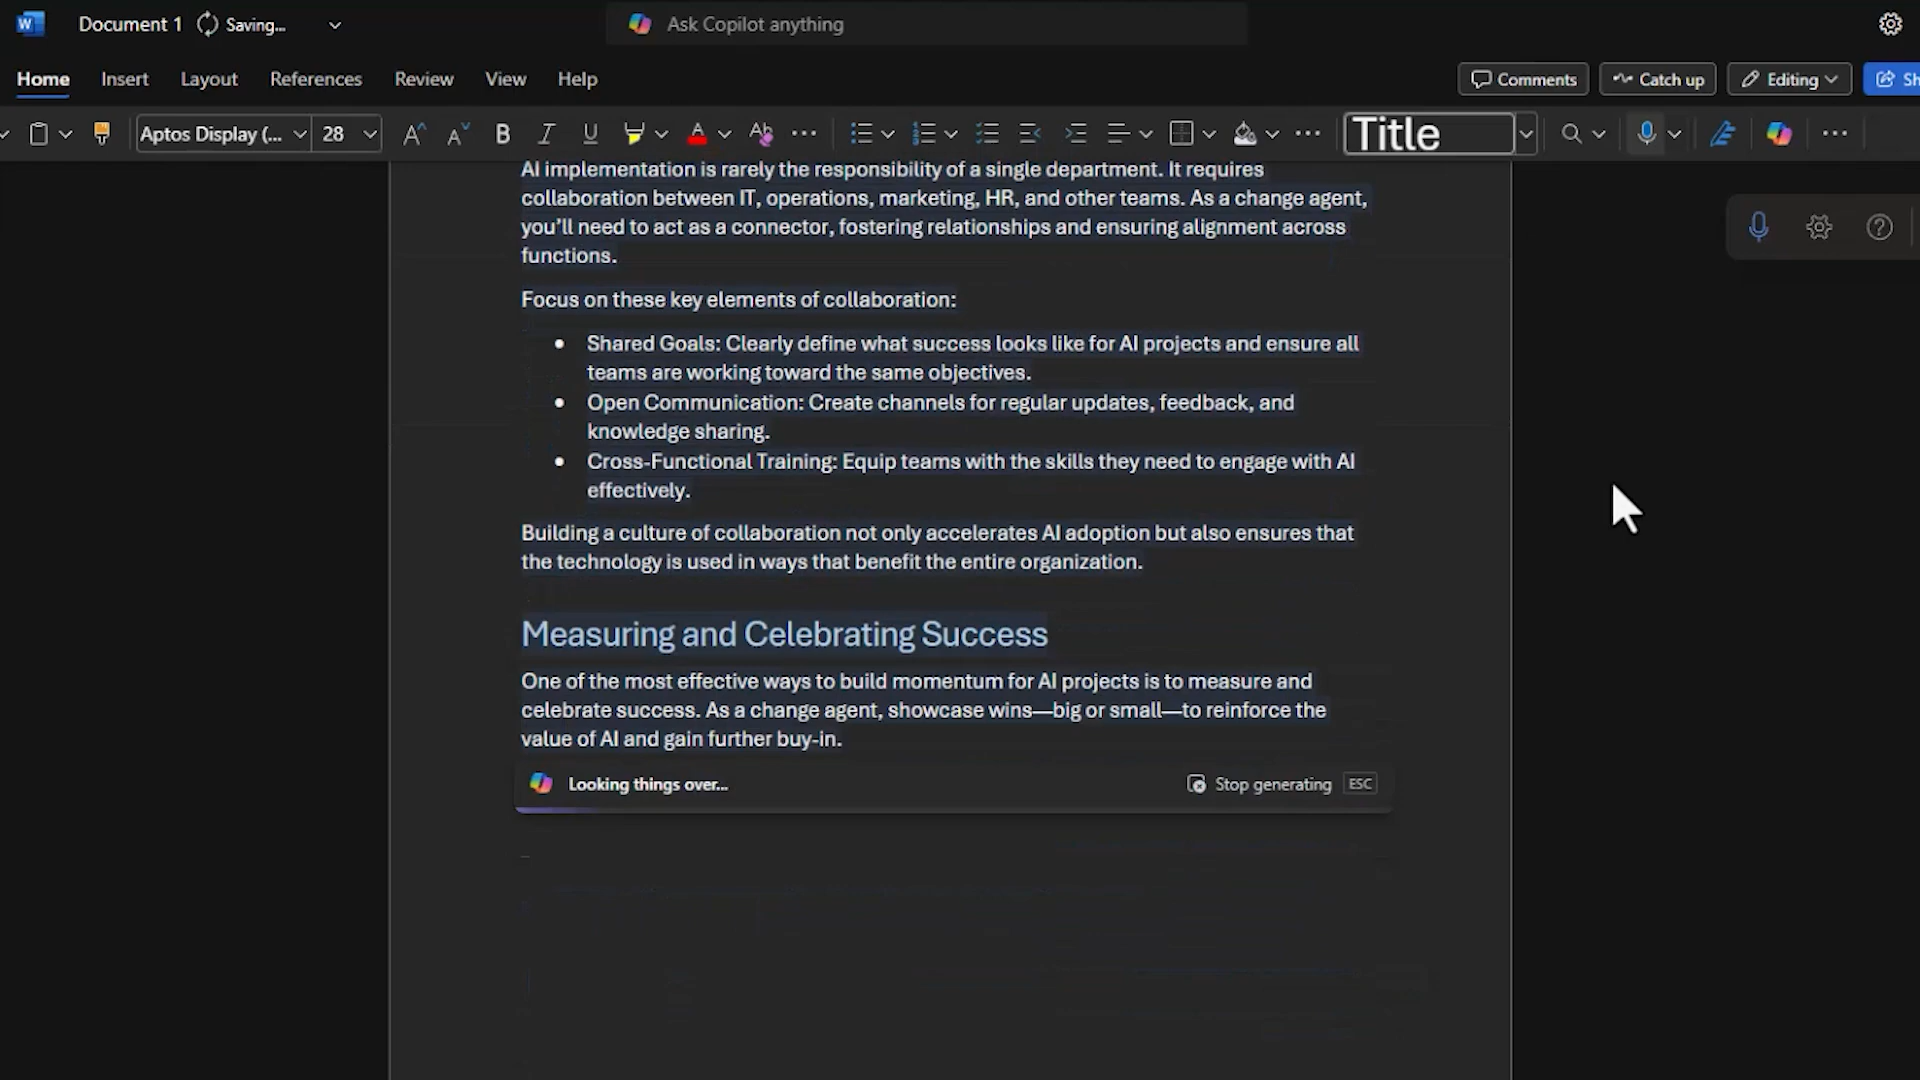 W Document 1 Saving... Ask Copilot anything
Home Insert Layout References Review View Help Comments Catch up Editing Sh
Aptos Display (... 28 A A B I U A Title
AI implementation is rarely the responsibility of a single department. It requires
collaboration between IT, operations, marketing, HR, and other teams. As a change agent,
you’ll need to act as a connector, fostering relationships and ensuring alignment across
functions.
Focus on these key elements of collaboration:
• Shared Goals: Clearly define what success looks like for AI projects and ensure all
teams are working toward the same objectives.
• Open Communication: Create channels for regular updates, feedback, and
knowledge sharing.
• Cross-Functional Training: Equip teams with the skills they need to engage with AI
effectively.
Building a culture of collaboration not only accelerates AI adoption but also ensures that
the technology is used in ways that benefit the entire organization.
Measuring and Celebrating Success
One of the most effective ways to build momentum for AI projects is to measure and
celebrate success. As a change agent, showcase wins—big or small—to reinforce the
value of AI and gain further buy-in.
Looking things over... Stop generating ESC